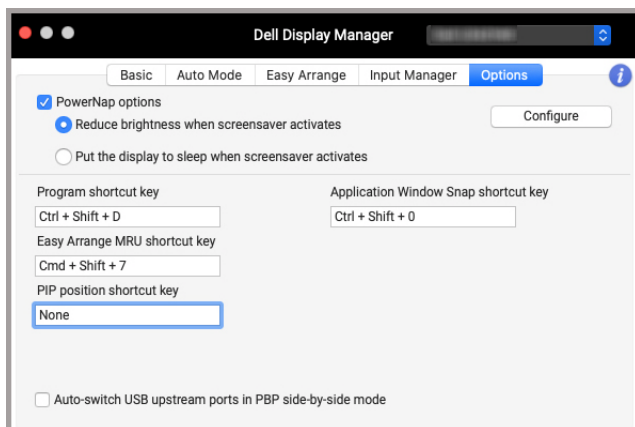 Dell Display Manager
Basic Auto Mode Easy Arrange Input Manager Options i
PowerNap options
Configure
Reduce brightness when screensaver activates
Put the display to sleep when screensaver activates
Program shortcut key
Ctrl + Shift + D
Easy Arrange MRU shortcut key
Cmd + Shift + 7
PIP position shortcut key
None
Application Window Snap shortcut key
Ctrl + Shift + 0
Auto-switch USB upstream ports in PBP side-by-side mode